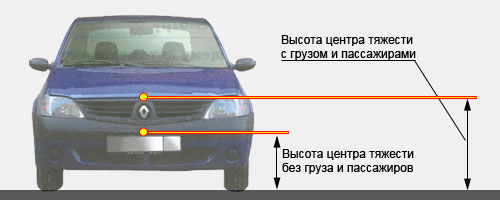 Высота центра тяжести
с грузом и пассажирами
Высота центра тяжести
без груза и пассажиров